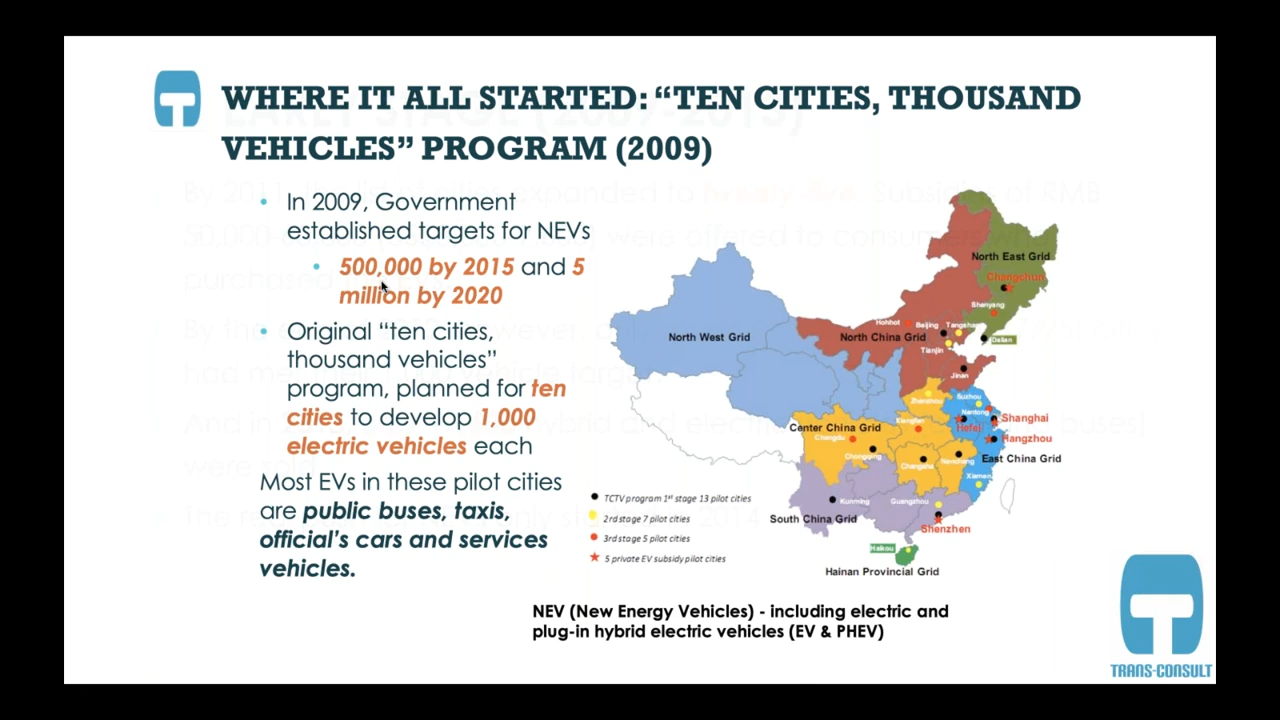 WHERE IT ALL STARTED: “TEN CITIES, THOUSAND
VEHICLES” PROGRAM (2009)
• In 2009, Government
established targets for NEVs
• 500,000 by 2015 and 5
million by 2020
• Original “ten cities,
thousand vehicles”
program, planned for ten
cities to develop 1,000
electric vehicles each
Most EVs in these pilot cities
are public buses, taxis,
official’s cars and services
vehicles.
North East Grid
Changchun
Shenyang
Hohhot
Beijing
Tangshan
North West Grid
North China Grid
Dalian
Tianjin
Jinan
Zhengzhou
Suzhou
Nantong
Shanghai
Center China Grid
Xiangfan
Hefei
Chengdu
Hangzhou
Chongqing
Changsha
Nanchang
East China Grid
Xiamen
TCTV program 1st stage 13 pilot cities
Kunming
Guangzhou
2nd stage 7 pilot cities
South China Grid
Shenzhen
3rd stage 5 pilot cities
Haikou
5 private EV subsidy pilot cities
Hainan Provincial Grid
NEV (New Energy Vehicles) - including electric and
plug-in hybrid electric vehicles (EV & PHEV)
TRANS-CONSULT